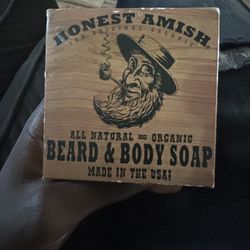 HONEST AMISH
ALL NATURAL AND ORGANIC
BEARD & BODY SOAP
MADE IN THE USA!